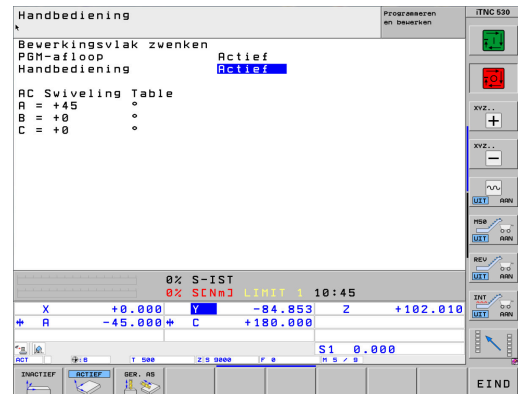 Handbediening
Programmeren
en bewerken
iTNC 530
Bewerkingsvlak zwenken
PGM-afloop Actief
Handbediening Actief
AC Swiveling Table
A = +45 °
B = +0 °
C = +0 °
0% S-IST
0% S[Nm] LIMIT 1 10:45
X +0.000 Y -84.853 Z +102.010
A -45.000 C +180.000
S1 0.000
ACT : 6 T 500 Z S 9000 F 0 M 5 / 9
INACTIEF ACTIEF GER. AS EIND
XYZ..
+
XYZ..
-
UIT AAN
M50
UIT AAN
REV
UIT AAN
INT
UIT AAN